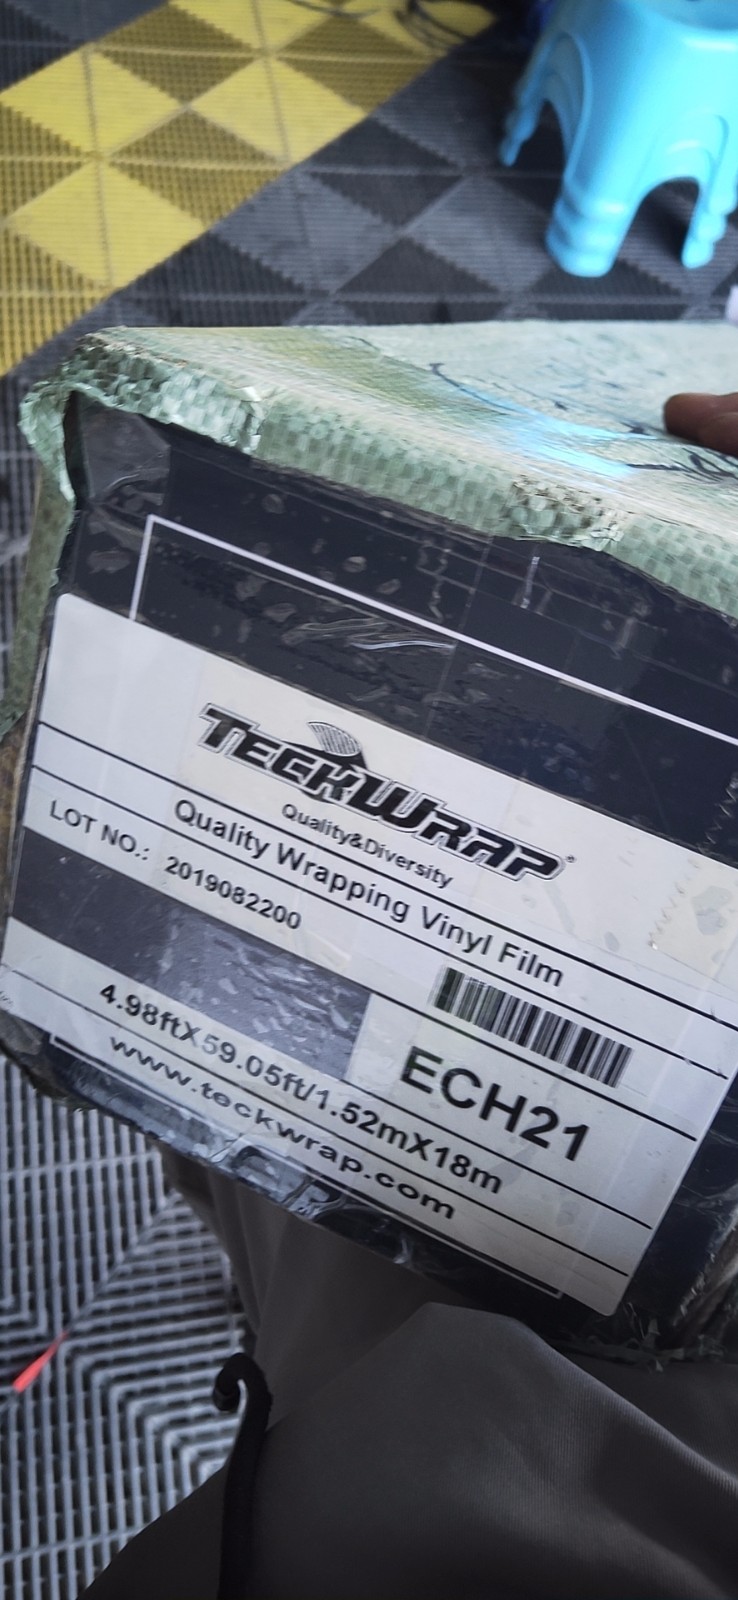 TECKWRAP®
Quality&Diversity
Quality Wrapping Vinyl Film
LOT NO.: 2019082200
ECH21
4.98ftX59.05ft/1.52mX18m
www.teckwrap.com